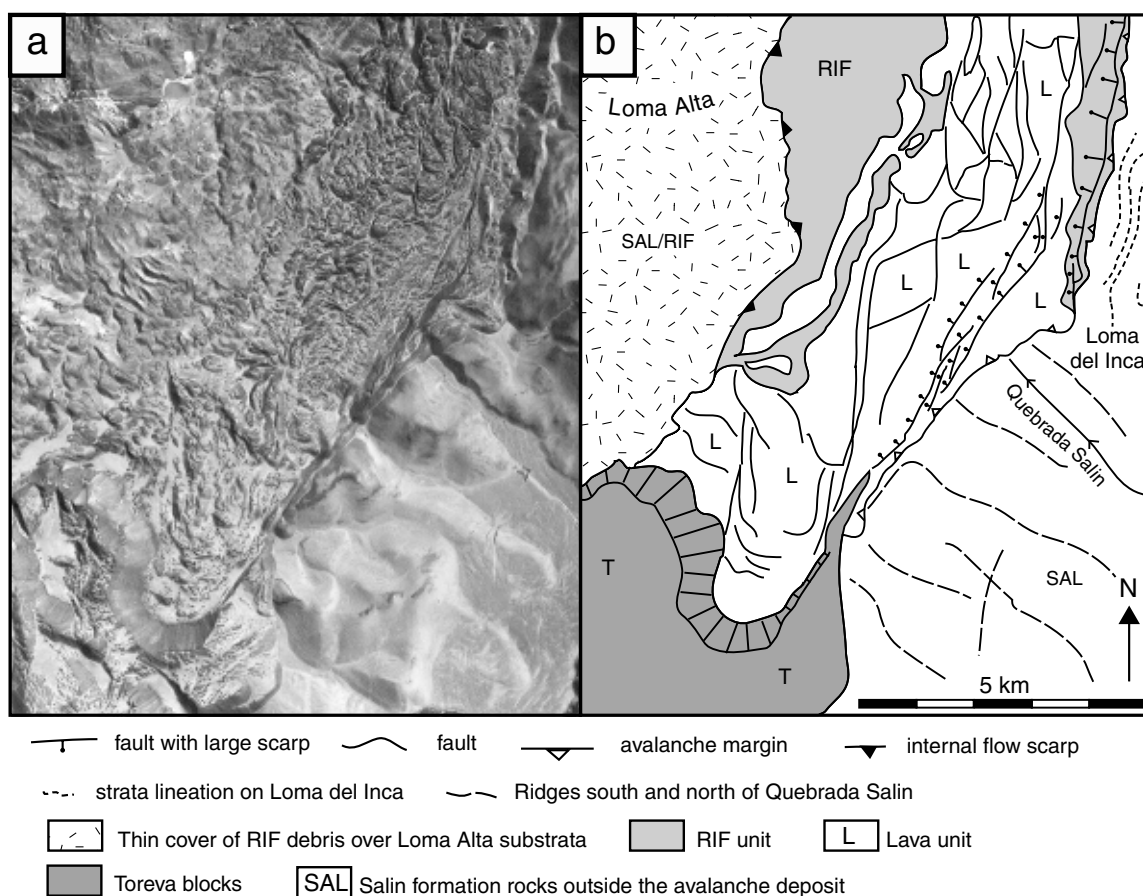 a
b
RIF
L
Loma Alta
SAL/RIF
L
L
L
Loma
del Inca
Quebrada Salin
L
L
T
SAL
N
T
5 km
fault with large scarp
fault
avalanche margin
internal flow scarp
strata lineation on Loma del Inca
Ridges south and north of Quebrada Salin
Thin cover of RIF debris over Loma Alta substrata
RIF unit
L
Lava unit
Toreva blocks
SAL
Salin formation rocks outside the avalanche deposit